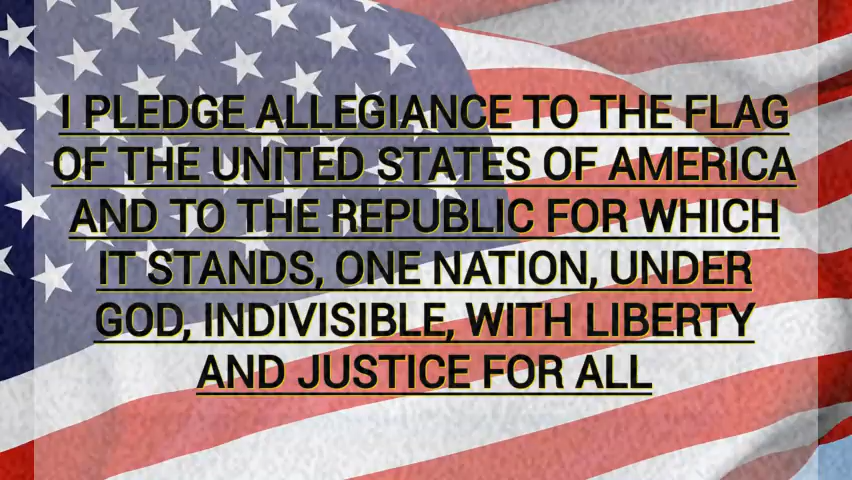 I PLEDGE ALLEGIANCE TO THE FLAG
OF THE UNITED STATES OF AMERICA
AND TO THE REPUBLIC FOR WHICH
IT STANDS, ONE NATION, UNDER
GOD, INDIVISIBLE, WITH LIBERTY
AND JUSTICE FOR ALL